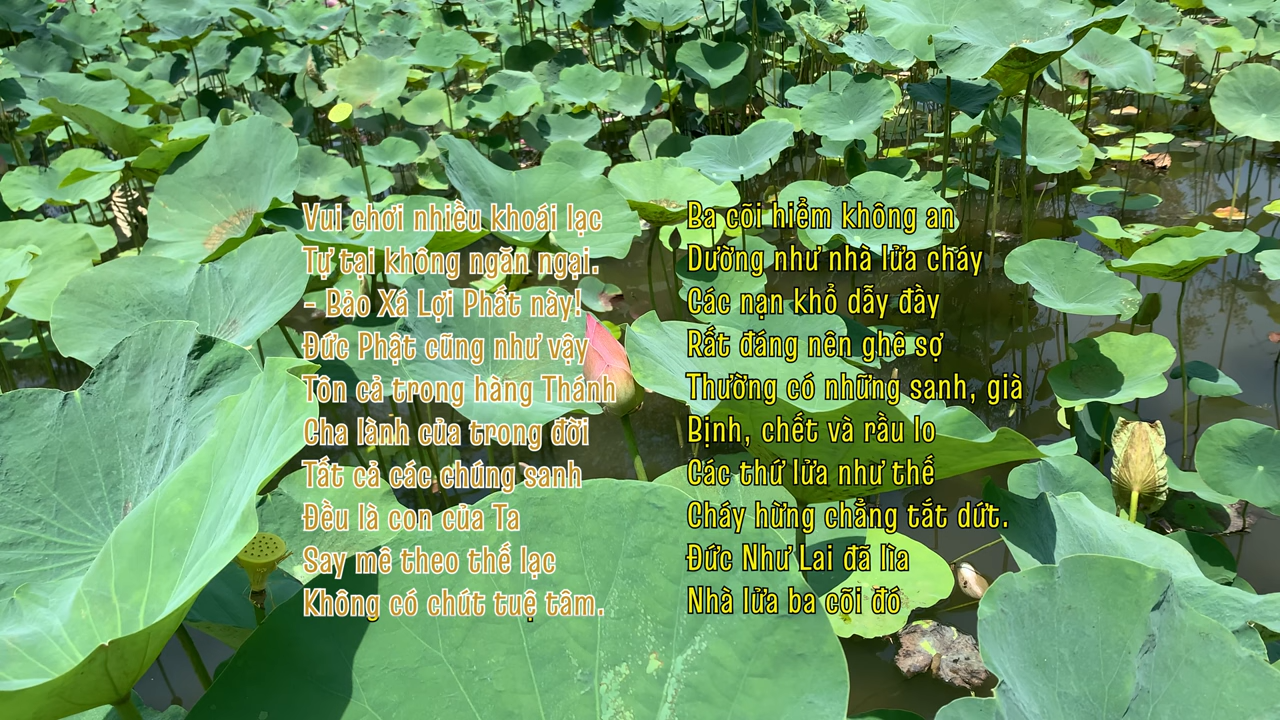 Vui chơi nhiều khoái lạc
Tự tại không ngăn ngại.
- Bảo Xá Lợi Phất này!
Đức Phật cũng như vậy
Tôn cả trong hàng Thánh
Cha lành của trong đời
Tất cả các chúng sanh
Đều là con của Ta
Say mê theo thế lạc
Không có chút tuệ tâm.
Ba cõi hiểm không an
Dường như nhà lửa cháy
Các nạn khổ dẫy đầy
Rất đáng nên ghê sợ
Thường có những sanh, già
Bịnh, chết và rầu lo
Các thứ lửa như thế
Cháy hừng chẳng tắt dứt.
Đức Như Lai đã lìa
Nhà lửa ba cõi đó